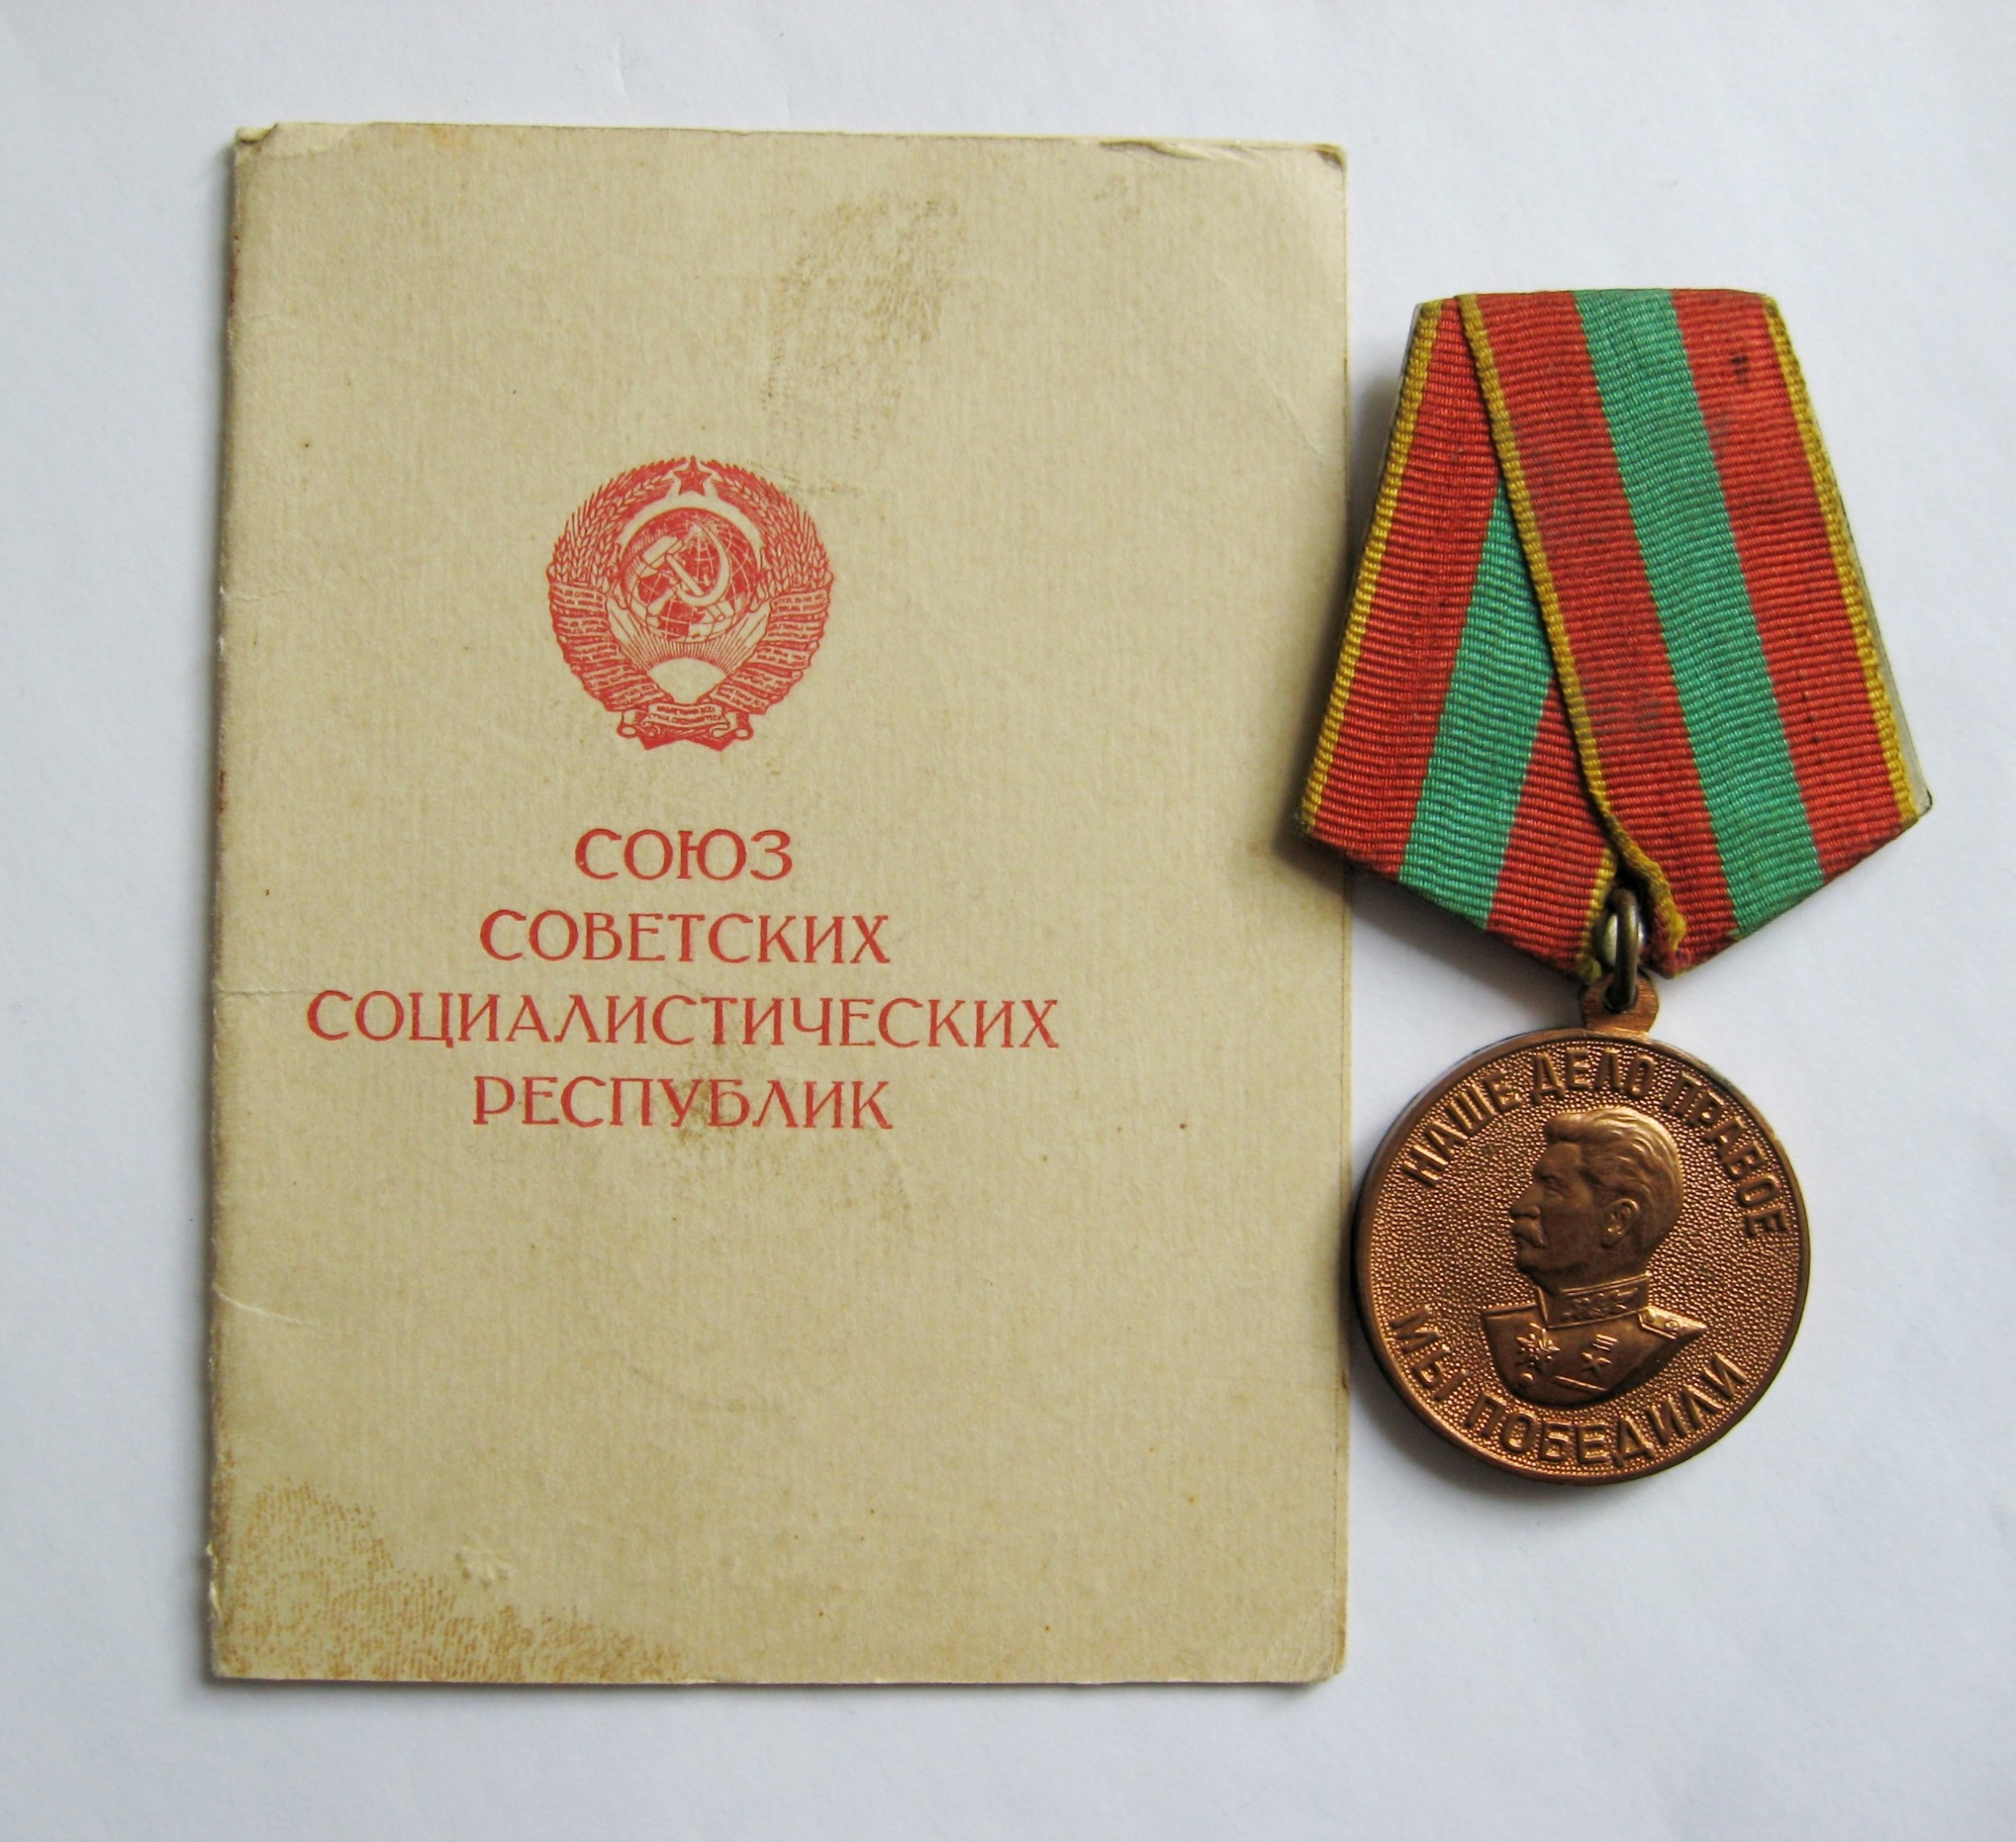 СОЮЗ
СОВЕТСКИХ
СОЦИАЛИСТИЧЕСКИХ
РЕСПУБЛИК
НАШЕ ДЕЛО ПРАВОЕ
МЫ ПОБЕДИЛИ